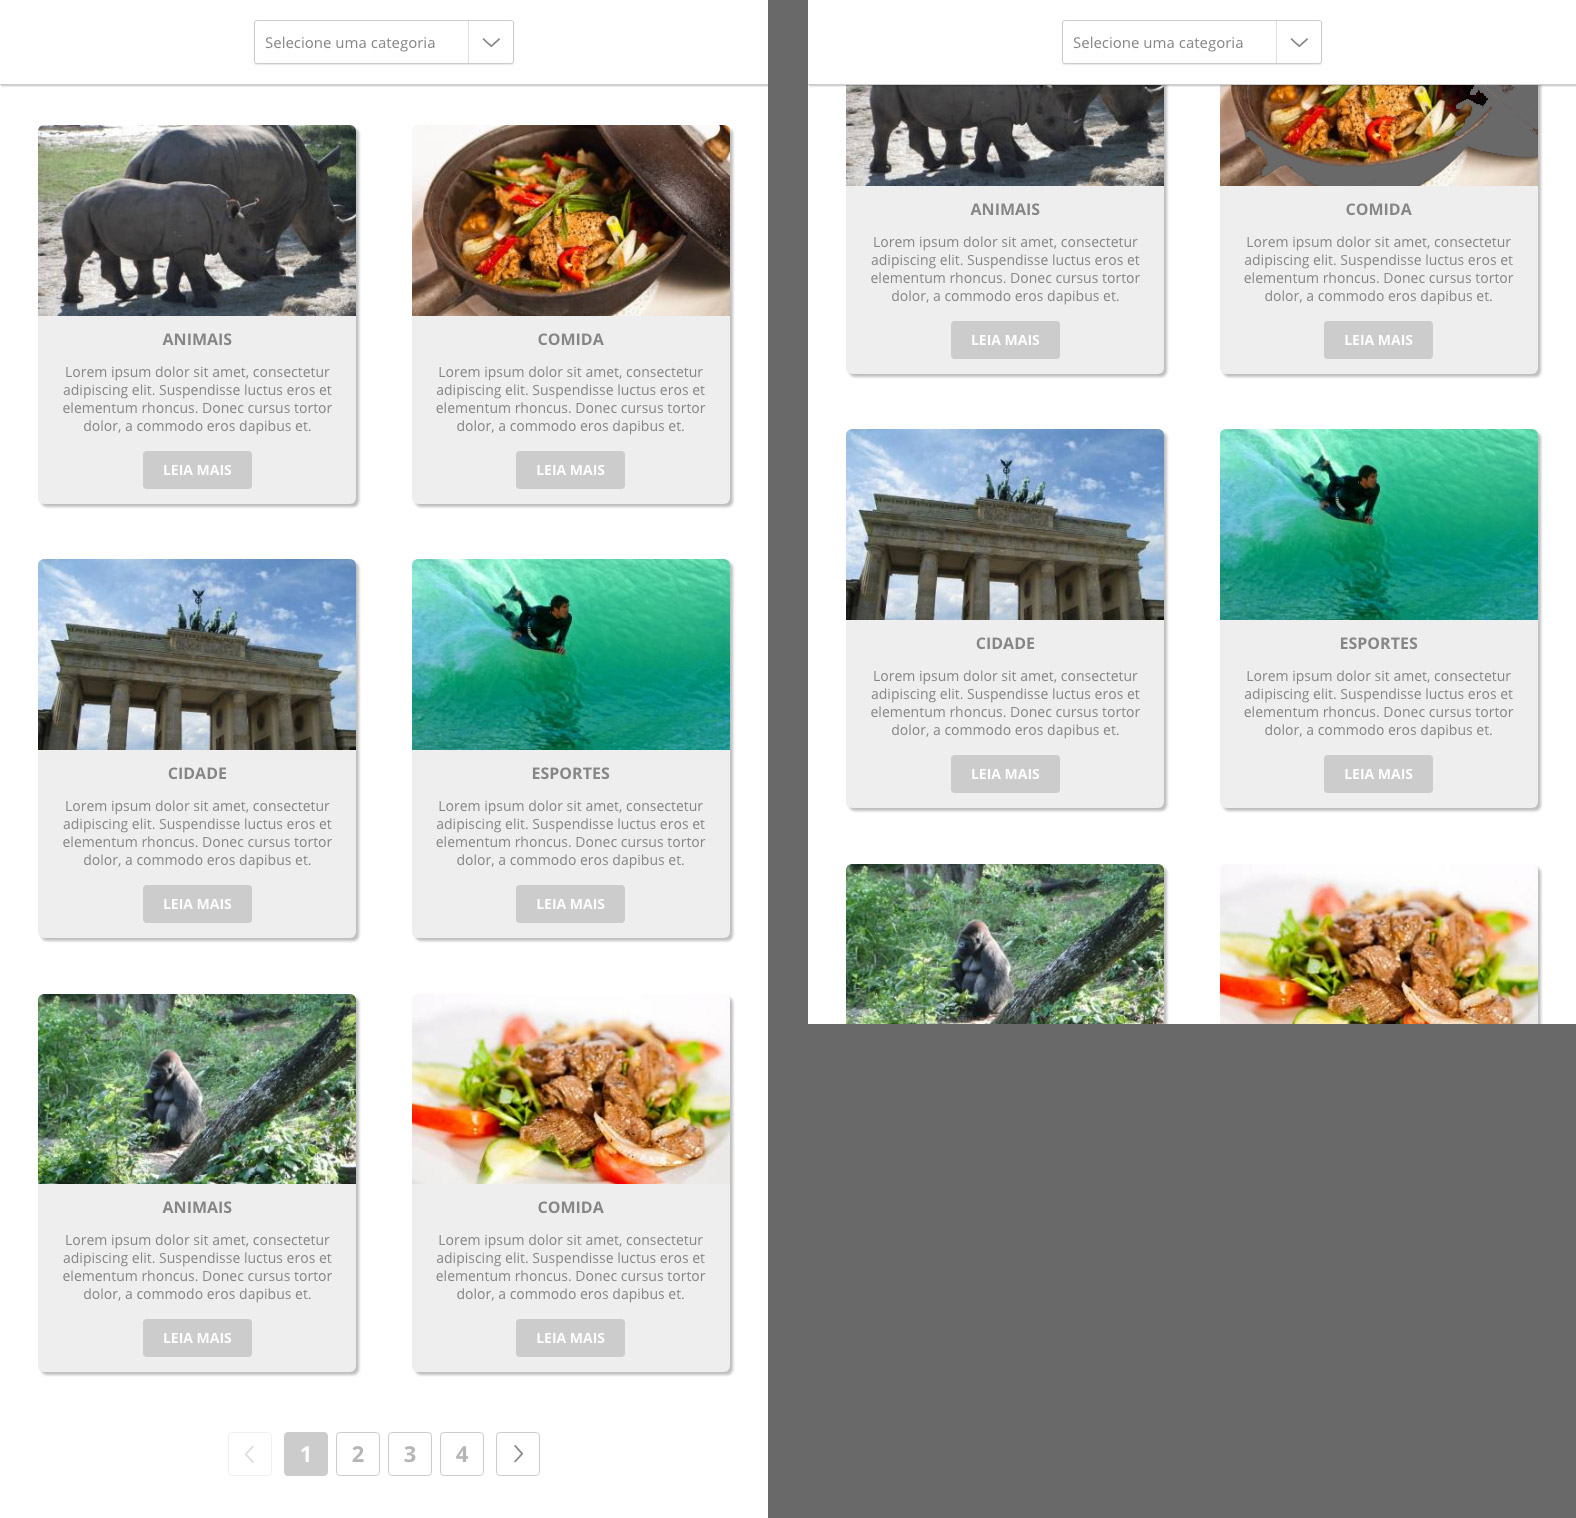 Selecione uma categoria
ANIMAIS
Lorem ipsum dolor sit amet, consectetur
adipiscing elit. Suspendisse luctus eros et
elementum rhoncus. Donec cursus tortor
dolor, a commodo eros dapibus et.
LEIA MAIS
COMIDA
Lorem ipsum dolor sit amet, consectetur
adipiscing elit. Suspendisse luctus eros et
elementum rhoncus. Donec cursus tortor
dolor, a commodo eros dapibus et.
LEIA MAIS
CIDADE
Lorem ipsum dolor sit amet, consectetur
adipiscing elit. Suspendisse luctus eros et
elementum rhoncus. Donec cursus tortor
dolor, a commodo eros dapibus et.
LEIA MAIS
ESPORTES
Lorem ipsum dolor sit amet, consectetur
adipiscing elit. Suspendisse luctus eros et
elementum rhoncus. Donec cursus tortor
dolor, a commodo eros dapibus et.
LEIA MAIS
ANIMAIS
Lorem ipsum dolor sit amet, consectetur
adipiscing elit. Suspendisse luctus eros et
elementum rhoncus. Donec cursus tortor
dolor, a commodo eros dapibus et.
LEIA MAIS
COMIDA
Lorem ipsum dolor sit amet, consectetur
adipiscing elit. Suspendisse luctus eros et
elementum rhoncus. Donec cursus tortor
dolor, a commodo eros dapibus et.
LEIA MAIS
1 2 3 4
Selecione uma categoria
ANIMAIS
Lorem ipsum dolor sit amet, consectetur
adipiscing elit. Suspendisse luctus eros et
elementum rhoncus. Donec cursus tortor
dolor, a commodo eros dapibus et.
LEIA MAIS
COMIDA
Lorem ipsum dolor sit amet, consectetur
adipiscing elit. Suspendisse luctus eros et
elementum rhoncus. Donec cursus tortor
dolor, a commodo eros dapibus et.
LEIA MAIS
CIDADE
Lorem ipsum dolor sit amet, consectetur
adipiscing elit. Suspendisse luctus eros et
elementum rhoncus. Donec cursus tortor
dolor, a commodo eros dapibus et.
LEIA MAIS
ESPORTES
Lorem ipsum dolor sit amet, consectetur
adipiscing elit. Suspendisse luctus eros et
elementum rhoncus. Donec cursus tortor
dolor, a commodo eros dapibus et.
LEIA MAIS